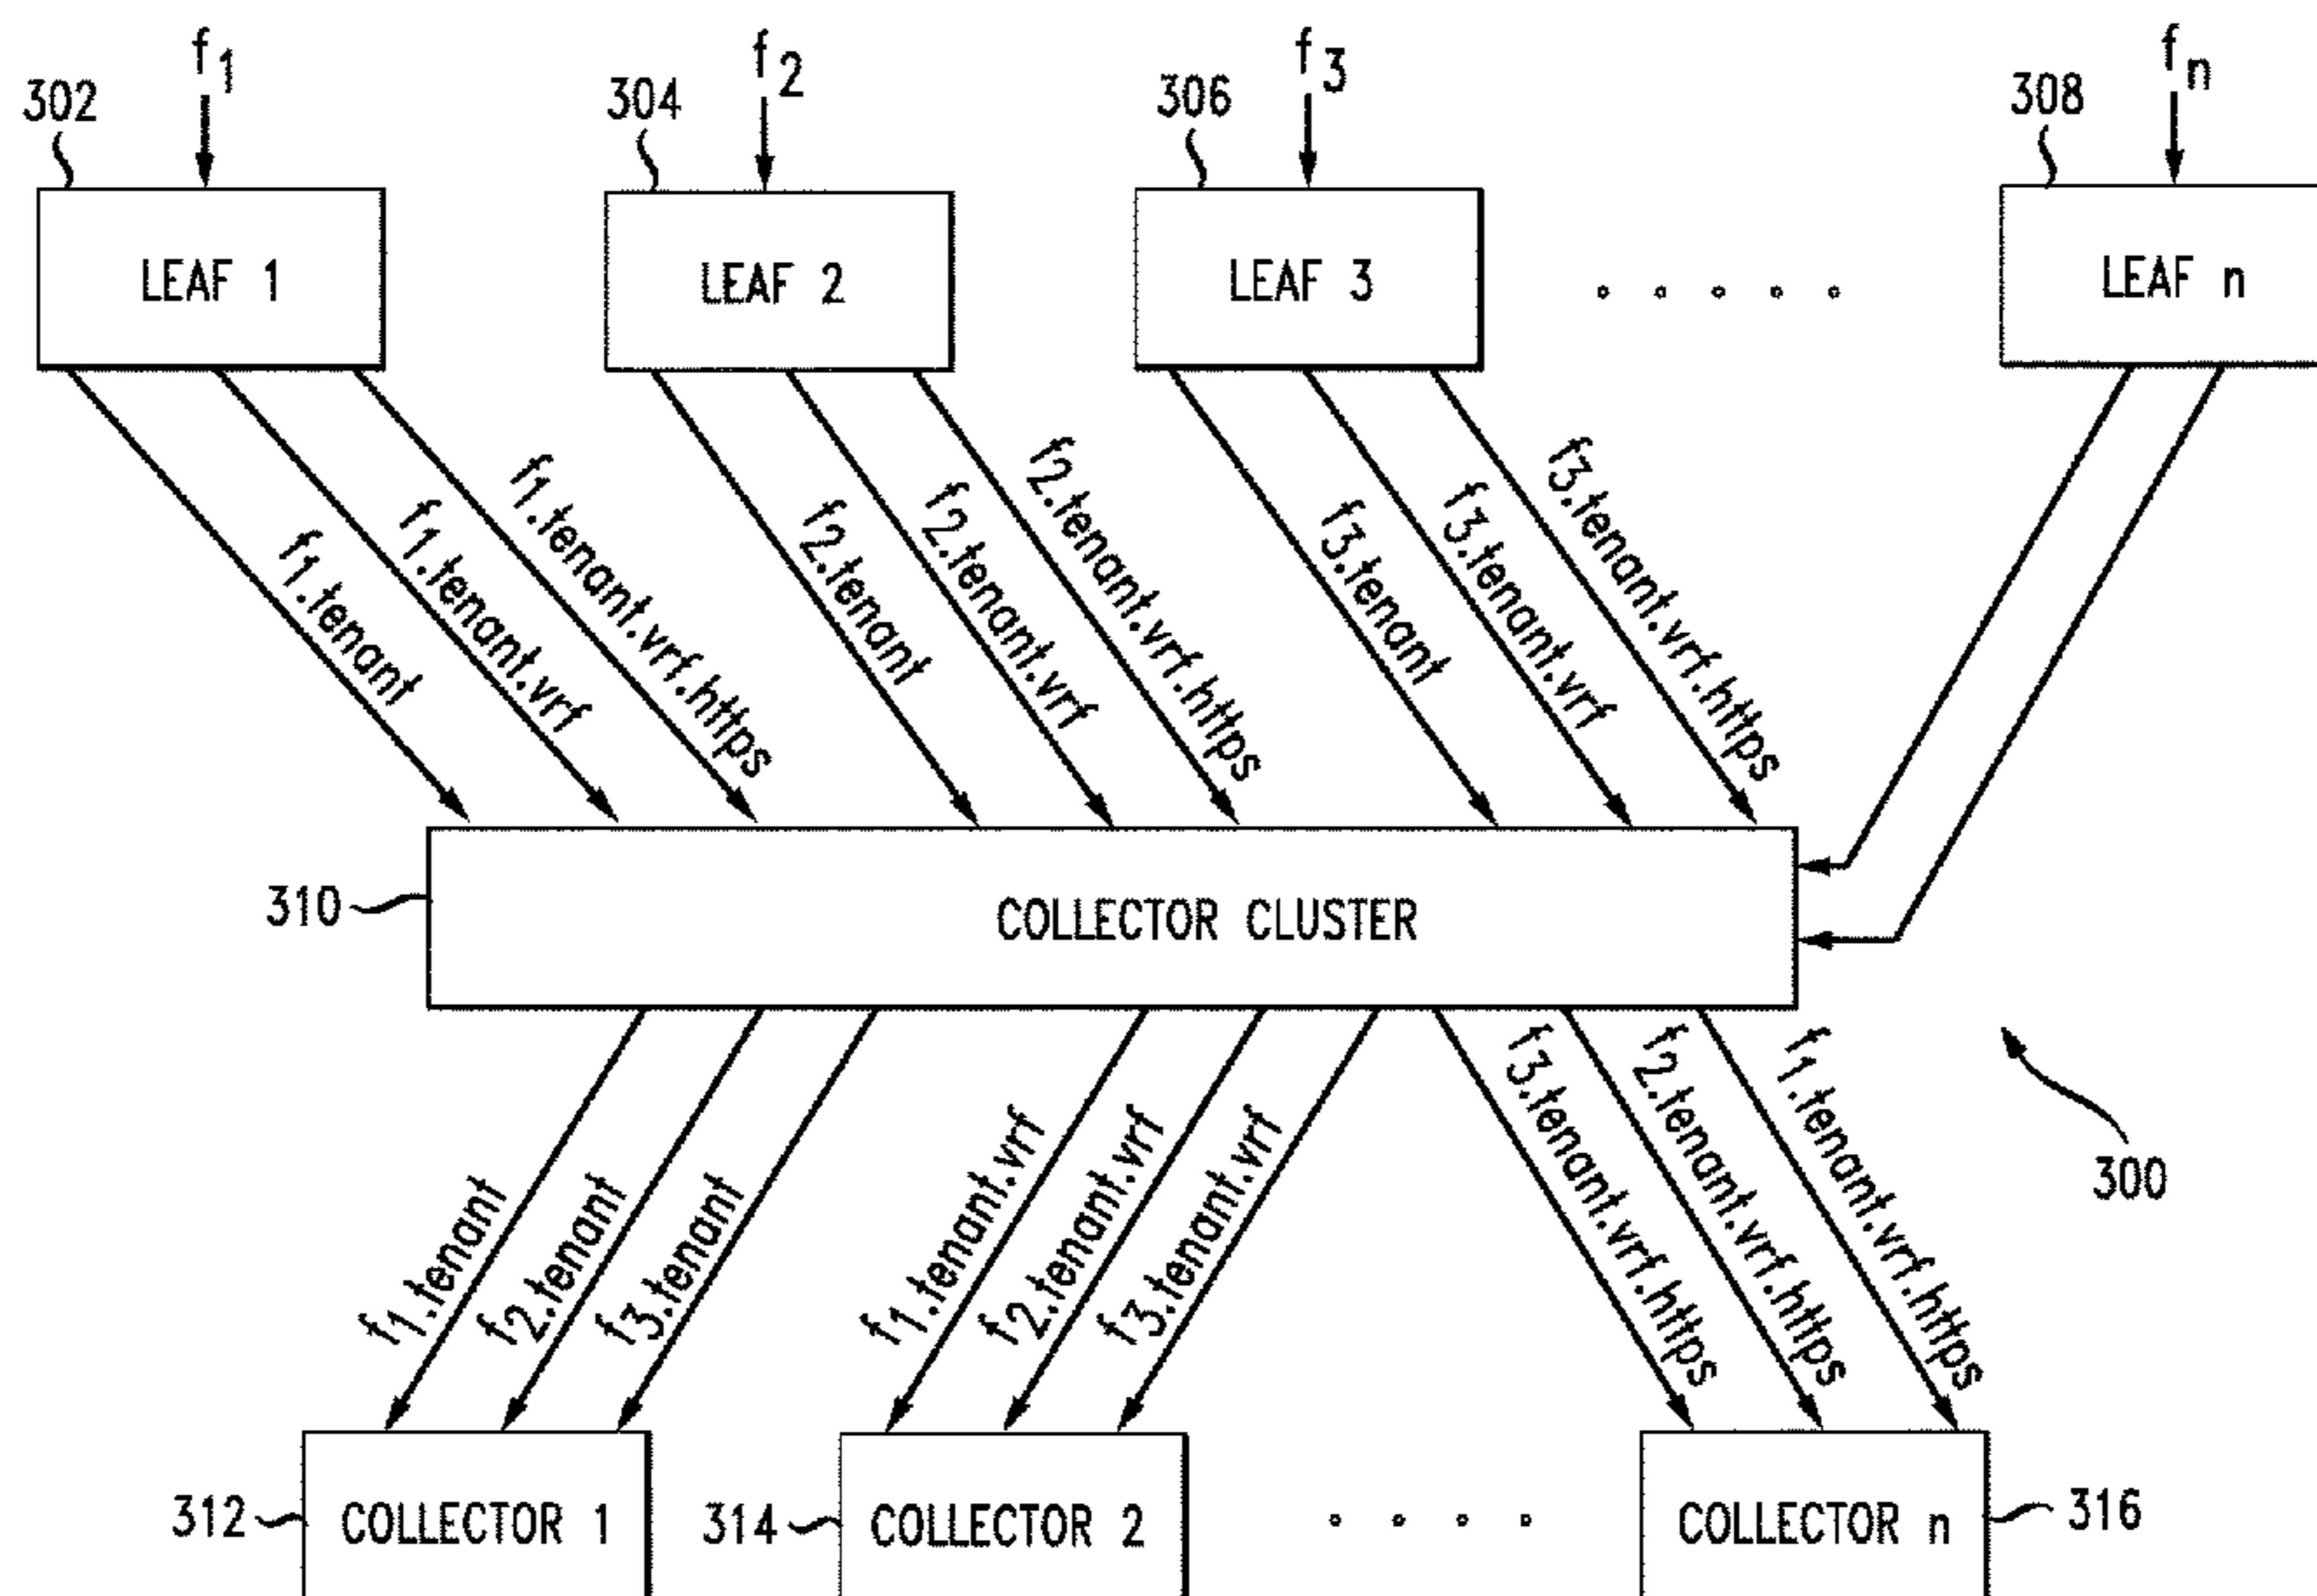 f1 f2 f3 fn
302 304 306 308
LEAF 1 LEAF 2 LEAF 3 . . . . . LEAF n
f1.tenant
f1.tenant.vrf
f1.tenant.vrf.https
f2.tenant
f2.tenant.vrf
f2.tenant.vrf.https
f3.tenant
f3.tenant.vrf
f3.tenant.vrf.https
310
COLLECTOR CLUSTER
f1.tenant
f2.tenant
f3.tenant
f1.tenant.vrf
f2.tenant.vrf
f3.tenant.vrf
f3.tenant.vrf.https
f2.tenant.vrf.https
f1.tenant.vrf.https
300
312 COLLECTOR 1 314 COLLECTOR 2 . . . . COLLECTOR n 316